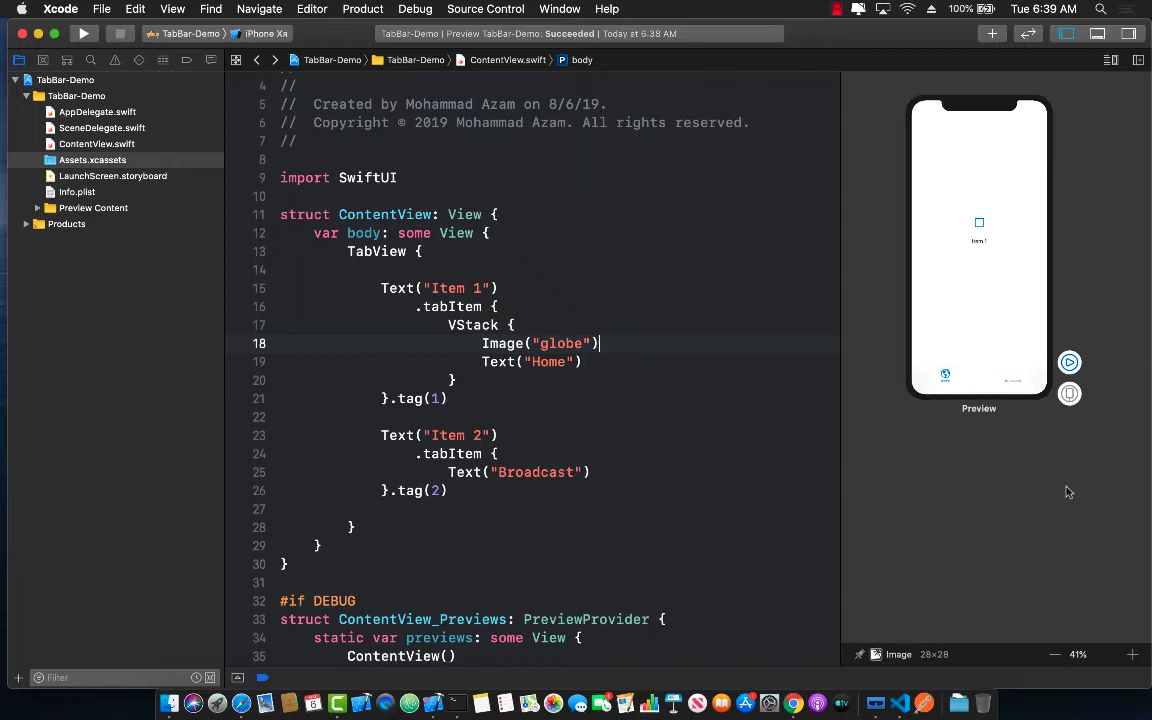 Xcode File Edit View Find Navigate Editor Product Debug Source Control Window Help 100% Tue 6:39 AM
TabBar-Demo iPhone Xʀ TabBar-Demo | Preview TabBar-Demo: Succeeded | Today at 6:38 AM
TabBar-Demo TabBar-Demo ContentView.swift P body
TabBar-Demo
TabBar-Demo
AppDelegate.swift
SceneDelegate.swift
ContentView.swift
Assets.xcassets
LaunchScreen.storyboard
Info.plist
Preview Content
Products
4 //
5 // Created by Mohammad Azam on 8/6/19.
6 // Copyright © 2019 Mohammad Azam. All rights reserved.
7 //
8
9 import SwiftUI
10
11 struct ContentView: View {
12 var body: some View {
13 TabView {
14
15 Text("Item 1")
16 .tabItem {
17 VStack {
18 Image("globe")
19 Text("Home")
20 }
21 }.tag(1)
22
23 Text("Item 2")
24 .tabItem {
25 Text("Broadcast")
26 }.tag(2)
27
28 }
29 }
30 }
31
32 #if DEBUG
33 struct ContentView_Previews: PreviewProvider {
34 static var previews: some View {
35 ContentView()
Item 1
Preview
Filter
Image 28×28 41%
6